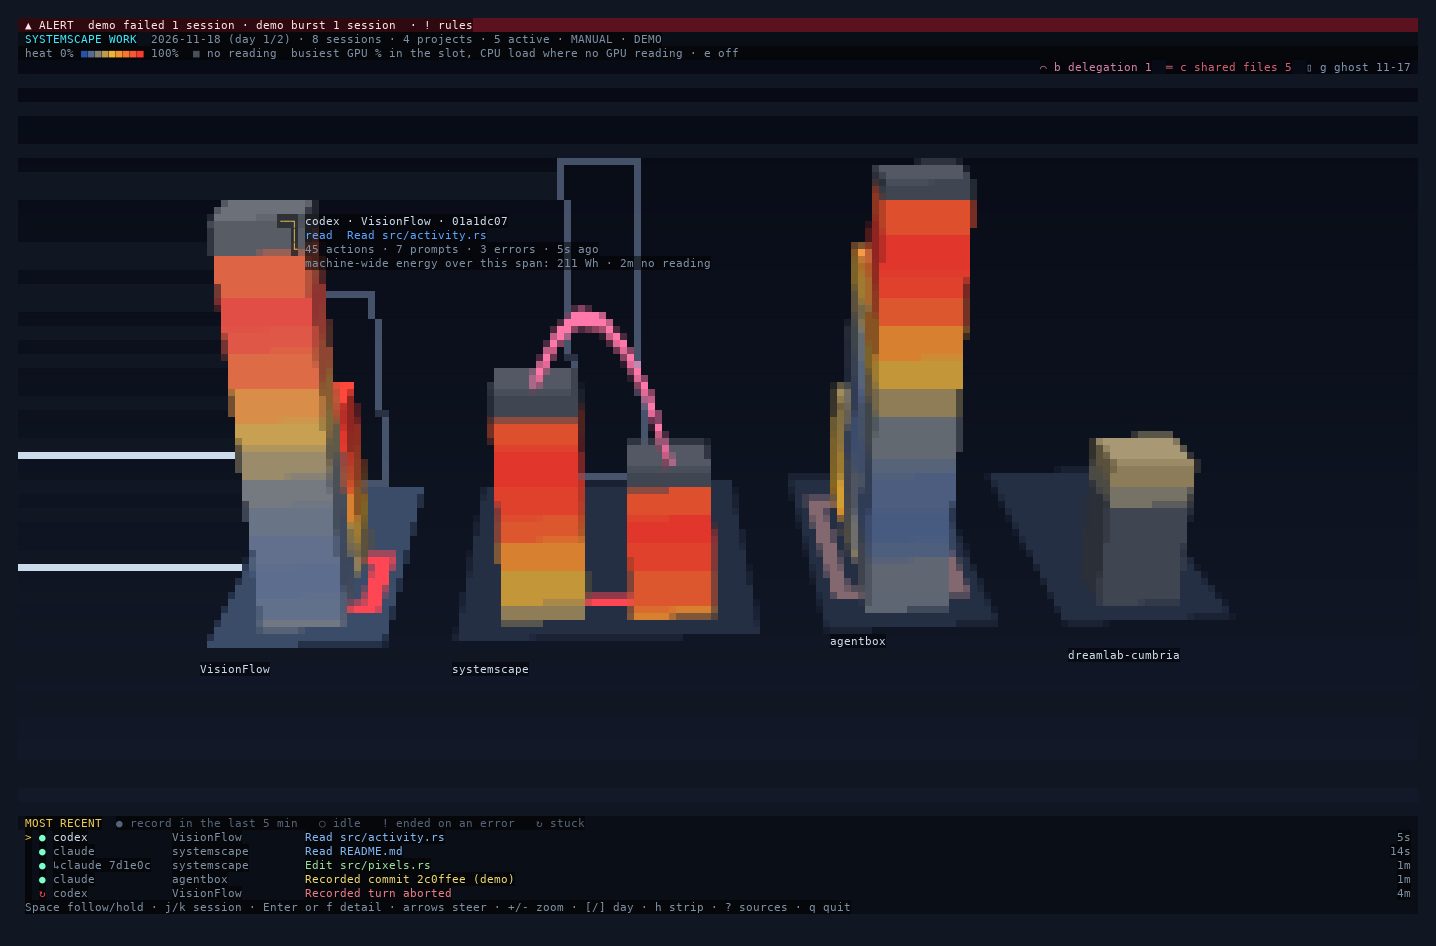 ▲ ALERT  demo failed 1 session · demo burst 1 session  · ! rules
SYSTEMSCAPE WORK  2026-11-18 (day 1/2) · 8 sessions · 4 projects · 5 active · MANUAL · DEMO
heat 0% ■■■■■■■■■ 100%  ■ no reading  busiest GPU % in the slot, CPU load where no GPU reading · e off
⌒ b delegation 1  ═ c shared files 5  ▯ g ghost 11-17
codex · VisionFlow · 01a1dc07
read  Read src/activity.rs
45 actions · 7 prompts · 3 errors · 5s ago
machine-wide energy over this span: 211 Wh · 2m no reading
agentbox
dreamlab-cumbria
VisionFlow
systemscape
MOST RECENT  ● record in the last 5 min   ○ idle   ! ended on an error   ↻ stuck
> ● codex            VisionFlow         Read src/activity.rs 5s
● claude           systemscape        Read README.md 14s
● ↳claude 7d1e0c   systemscape        Edit src/pixels.rs 1m
● claude           agentbox           Recorded commit 2c0ffee (demo) 1m
↻ codex            VisionFlow         Recorded turn aborted 4m
Space follow/hold · j/k session · Enter or f detail · arrows steer · +/- zoom · [/] day · h strip · ? sources · q quit